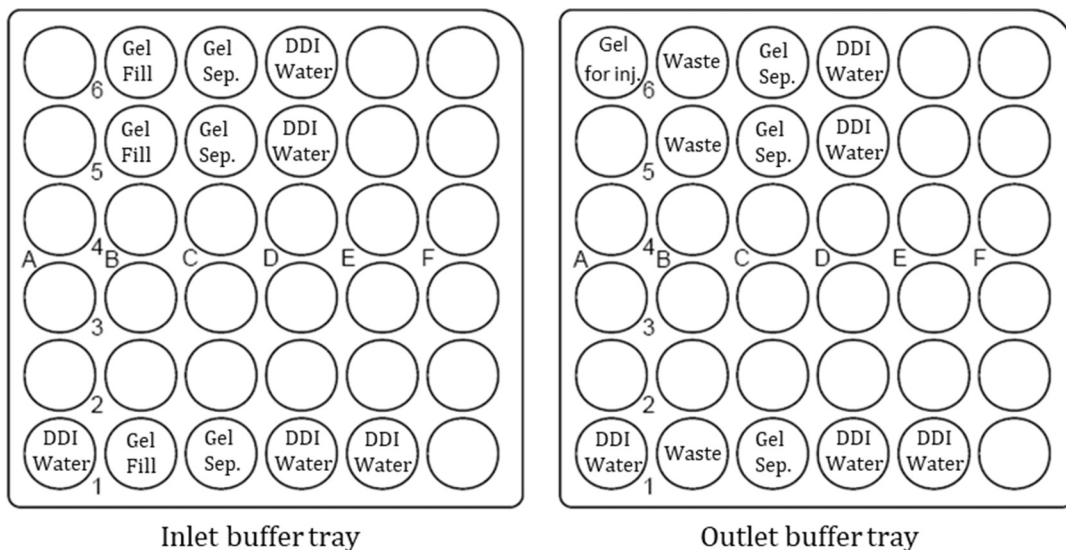 Gel
Fill
Gel
Sep.
DDI
Water
6
Gel
Fill
Gel
Sep.
DDI
Water
5
4
A B C D E F
3
2
DDI
Water
Gel
Fill
Gel
Sep.
DDI
Water
DDI
Water
1
Inlet buffer tray
Gel
for inj.
Waste
Gel
Sep.
DDI
Water
6
Waste
Gel
Sep.
DDI
Water
5
4
A B C D E F
3
2
DDI
Water
Waste
Gel
Sep.
DDI
Water
DDI
Water
1
Outlet buffer tray